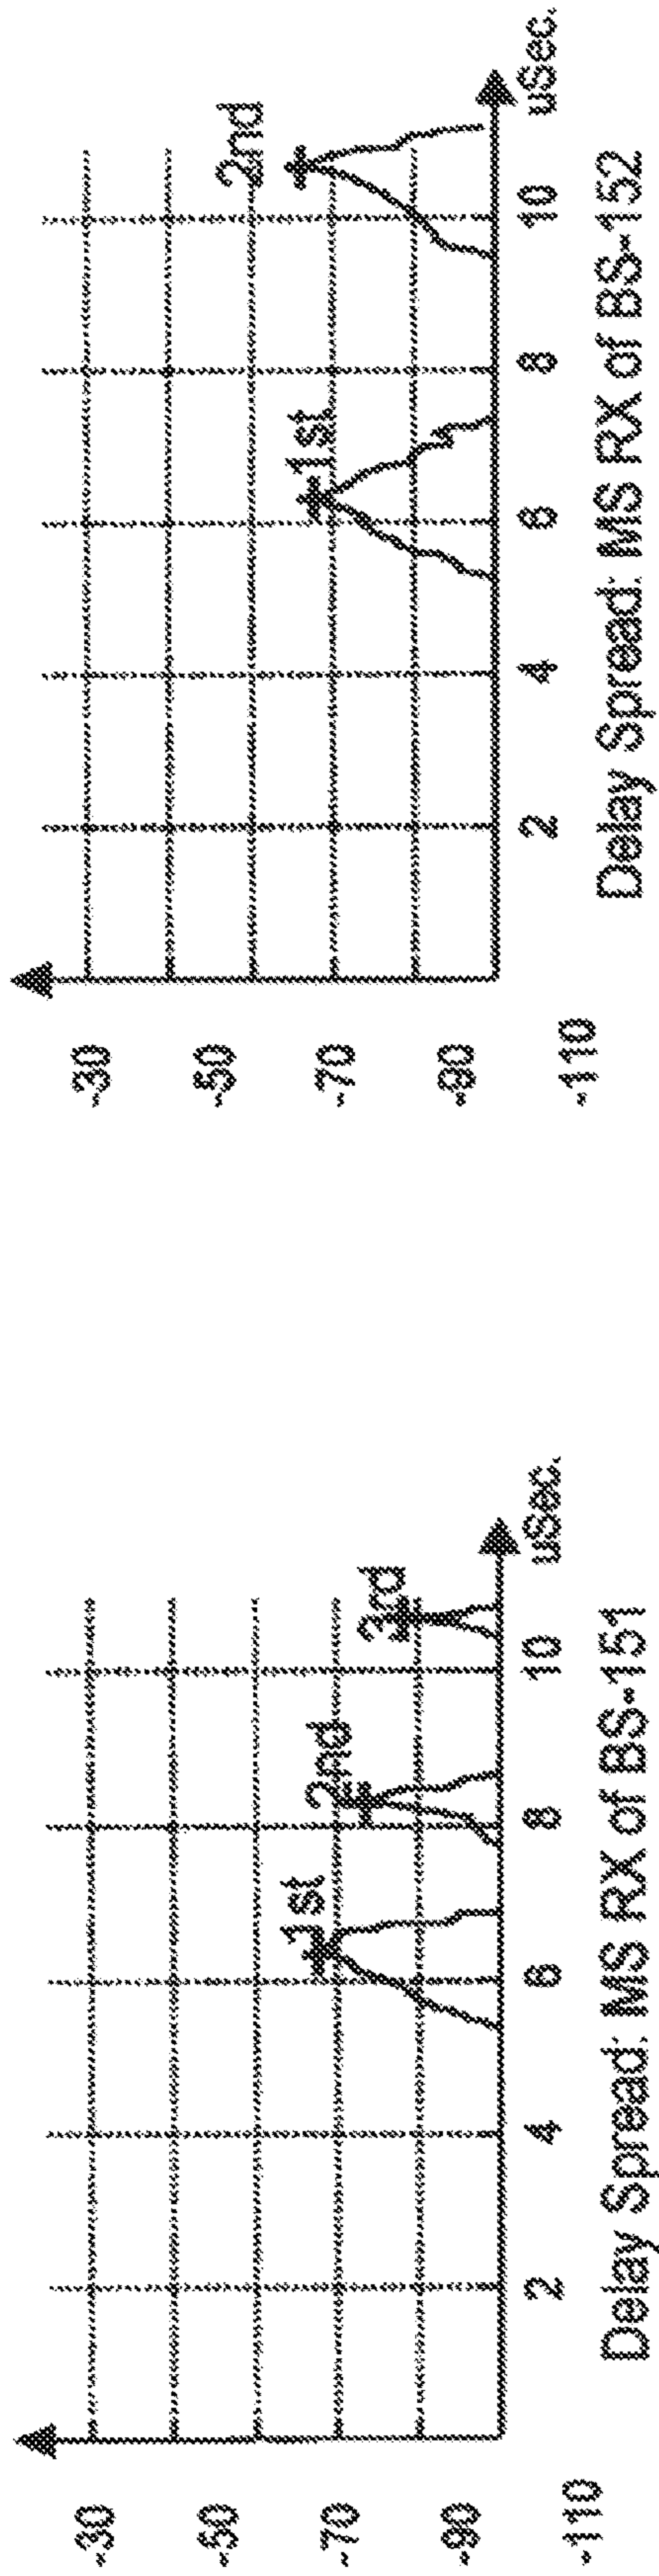 -30
-50
-70
-90
-110
1st
2nd
3rd
2 4 6 8 10 uSec.
Delay Spread: MS RX of BS-151
-30
-50
-70
-90
-110
1st
2nd
2 4 6 8 10 uSec.
Delay Spread: MS RX of BS-152